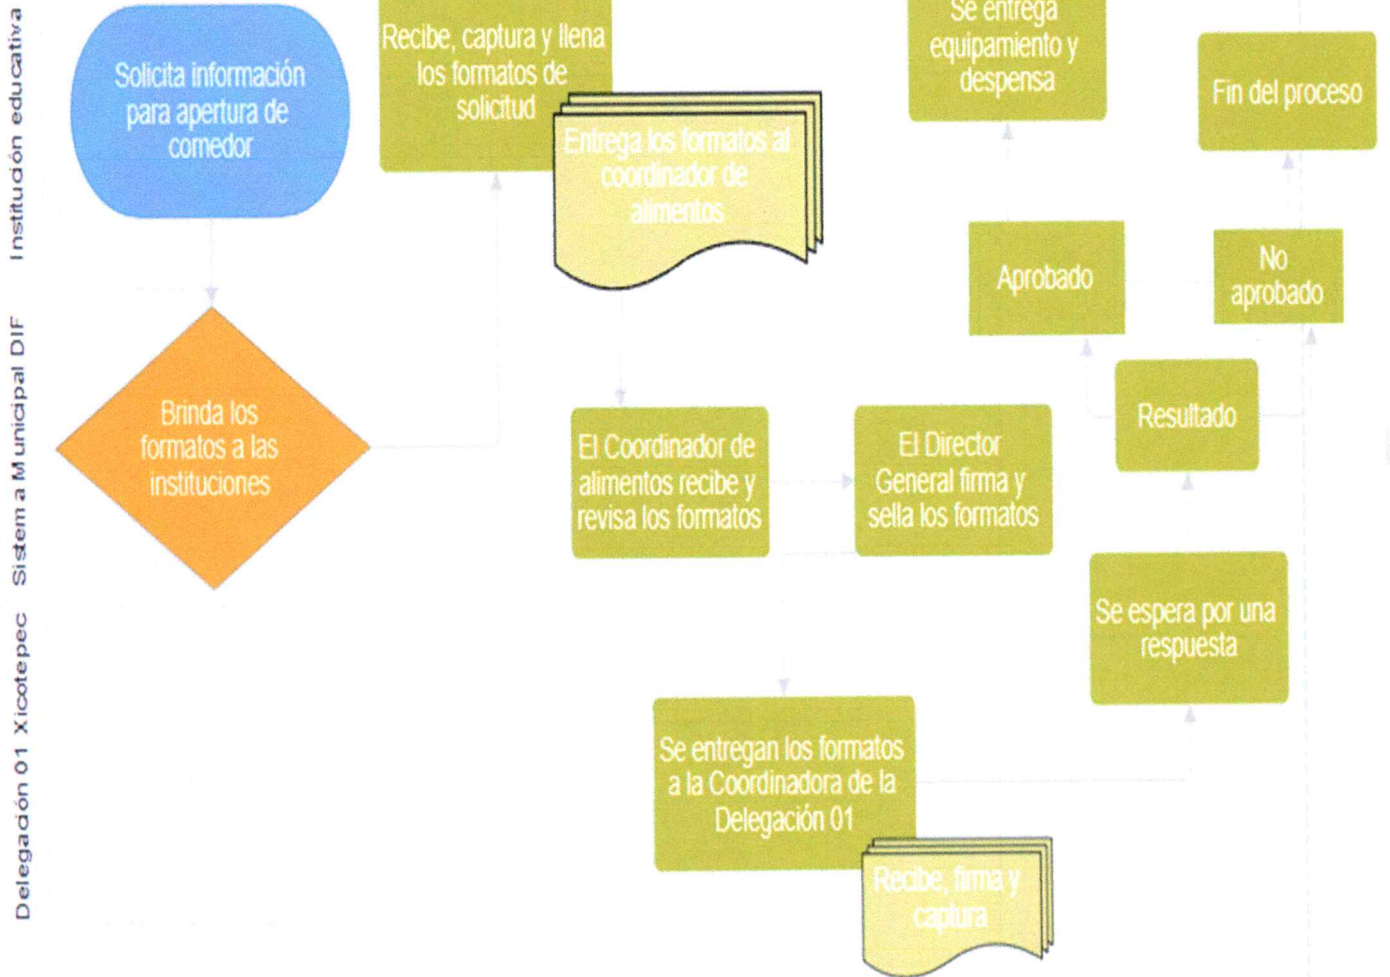 Institución educativa
Solicita información
para apertura de
comedor
Recibe, captura y llena
los formatos de
solicitud
Entrega los formatos al
coordinador de
alimentos
Se entrega
equipamiento y
despensa
Fin del proceso
Aprobado
No
aprobado
Sistema Municipal DIF
Brinda los
formatos a las
instituciones
El Coordinador de
alimentos recibe y
revisa los formatos
El Director
General firma y
sella los formatos
Resultado
Se espera por una
respuesta
Delegación 01 Xicotepec
Se entregan los formatos
a la Coordinadora de la
Delegación 01
Recibe, firma y
captura